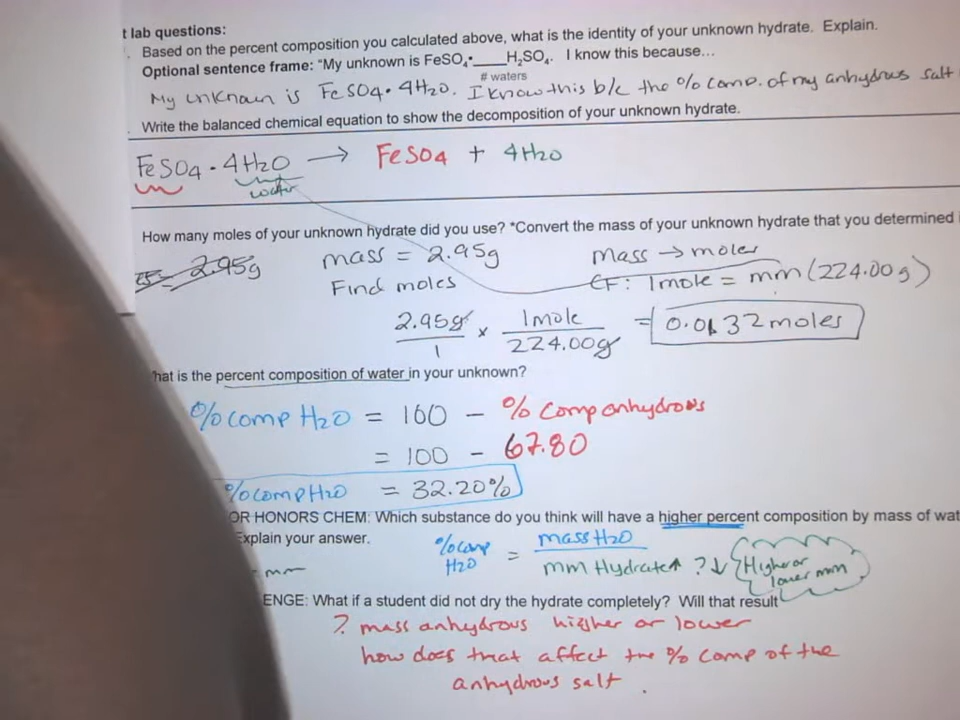 t lab questions:
. Based on the percent composition you calculated above, what is the identity of your unknown hydrate. Explain.
Optional sentence frame: "My unknown is FeSO₄•____H₂SO₄. I know this because...
# waters
My unknown is FeSO4 • 4H2O. I know this b/c the % comp. of my anhydrous salt
. Write the balanced chemical equation to show the decomposition of your unknown hydrate.
FeSO4 • 4H2O → FeSO4 + 4H2O
water
How many moles of your unknown hydrate did you use? *Convert the mass of your unknown hydrate that you determined i
2.95g mass = 2.95g Mass → moles
Find moles CF: 1mole = mm (224.00g)
2.95g / 1 × 1mole / 224.00g = 0.0132 moles
hat is the percent composition of water in your unknown?
% comp H2O = 100 - % comp anhydrous
= 100 - 67.80
% comp H2O = 32.20%
OR HONORS CHEM: Which substance do you think will have a higher percent composition by mass of wat
Explain your answer.
% comp H2O = mass H2O / mm Hydrate↑ ?↓ Higher or lower mm
= mm
ENGE: What if a student did not dry the hydrate completely? Will that result
? mass anhydrous higher or lower
how does that affect the % comp of the
anhydrous salt.